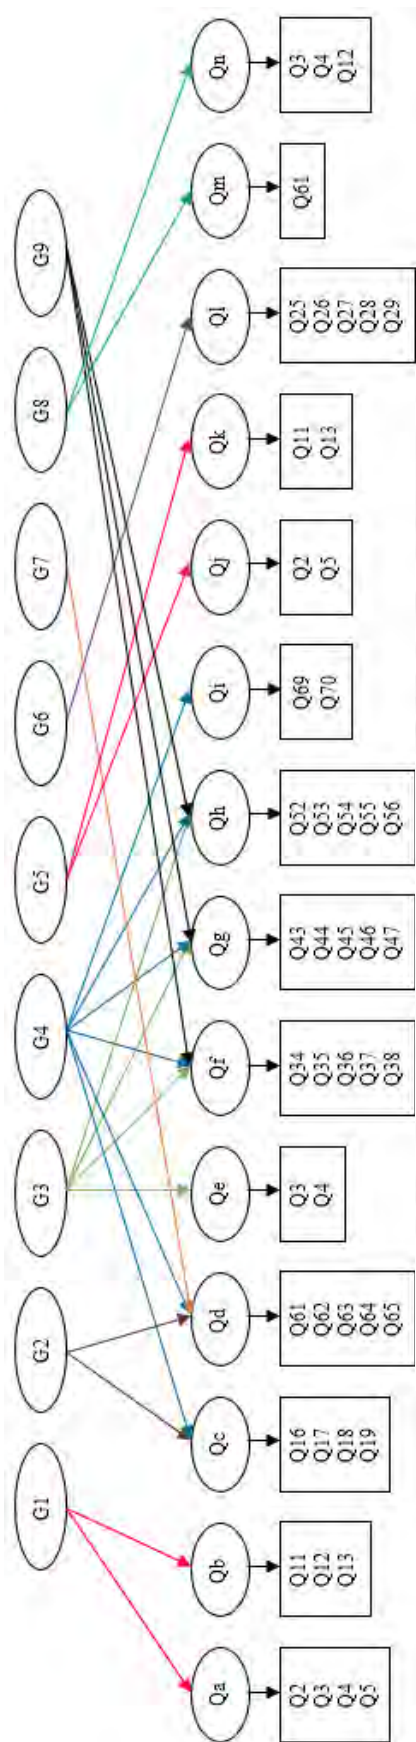 G1
G2
G3
G4
G5
G6
G7
G8
G9
Qa
Qb
Qc
Qd
Qe
Qf
Qg
Qh
Qi
Qj
Qk
Ql
Qm
Qn
Q2
Q3
Q4
Q5
Q11
Q12
Q13
Q16
Q17
Q18
Q19
Q61
Q62
Q63
Q64
Q65
Q3
Q4
Q34
Q35
Q36
Q37
Q38
Q43
Q44
Q45
Q46
Q47
Q52
Q53
Q54
Q55
Q56
Q69
Q70
Q2
Q5
Q11
Q13
Q25
Q26
Q27
Q28
Q29
Q61
Q3
Q4
Q12